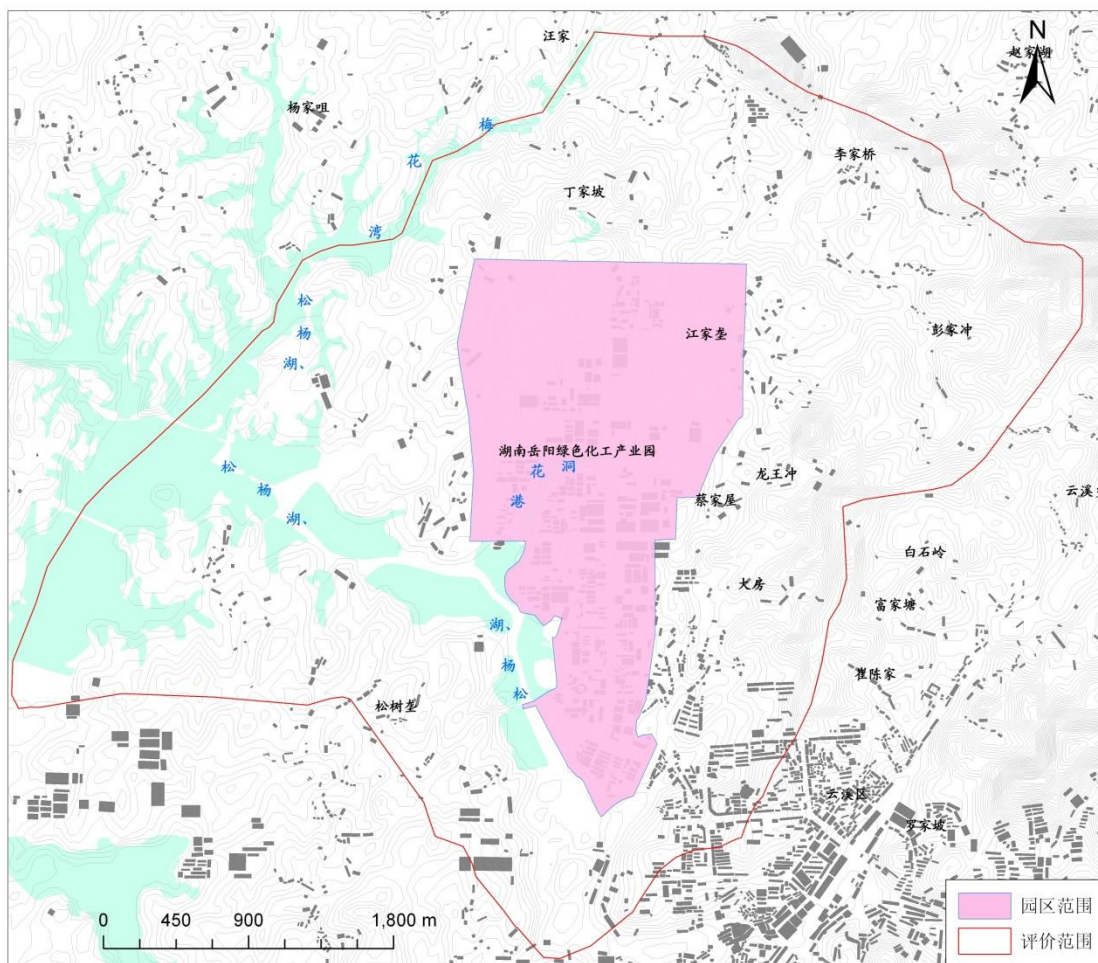 汪家
N
赵家湖
杨家咀
梅
花
湾
李家桥
丁家坡
松
杨
湖、
江家垄
彭家冲
湖南岳阳绿色化工产业园
花
洞
港
龙王冲
蔡家屋
云溪
松
杨
湖、
白石岭
犬房
富家塘
湖、
杨
松
崔陈家
松树垄
云溪区
罗家坡
0 450 900 1,800 m
园区范围
评价范围